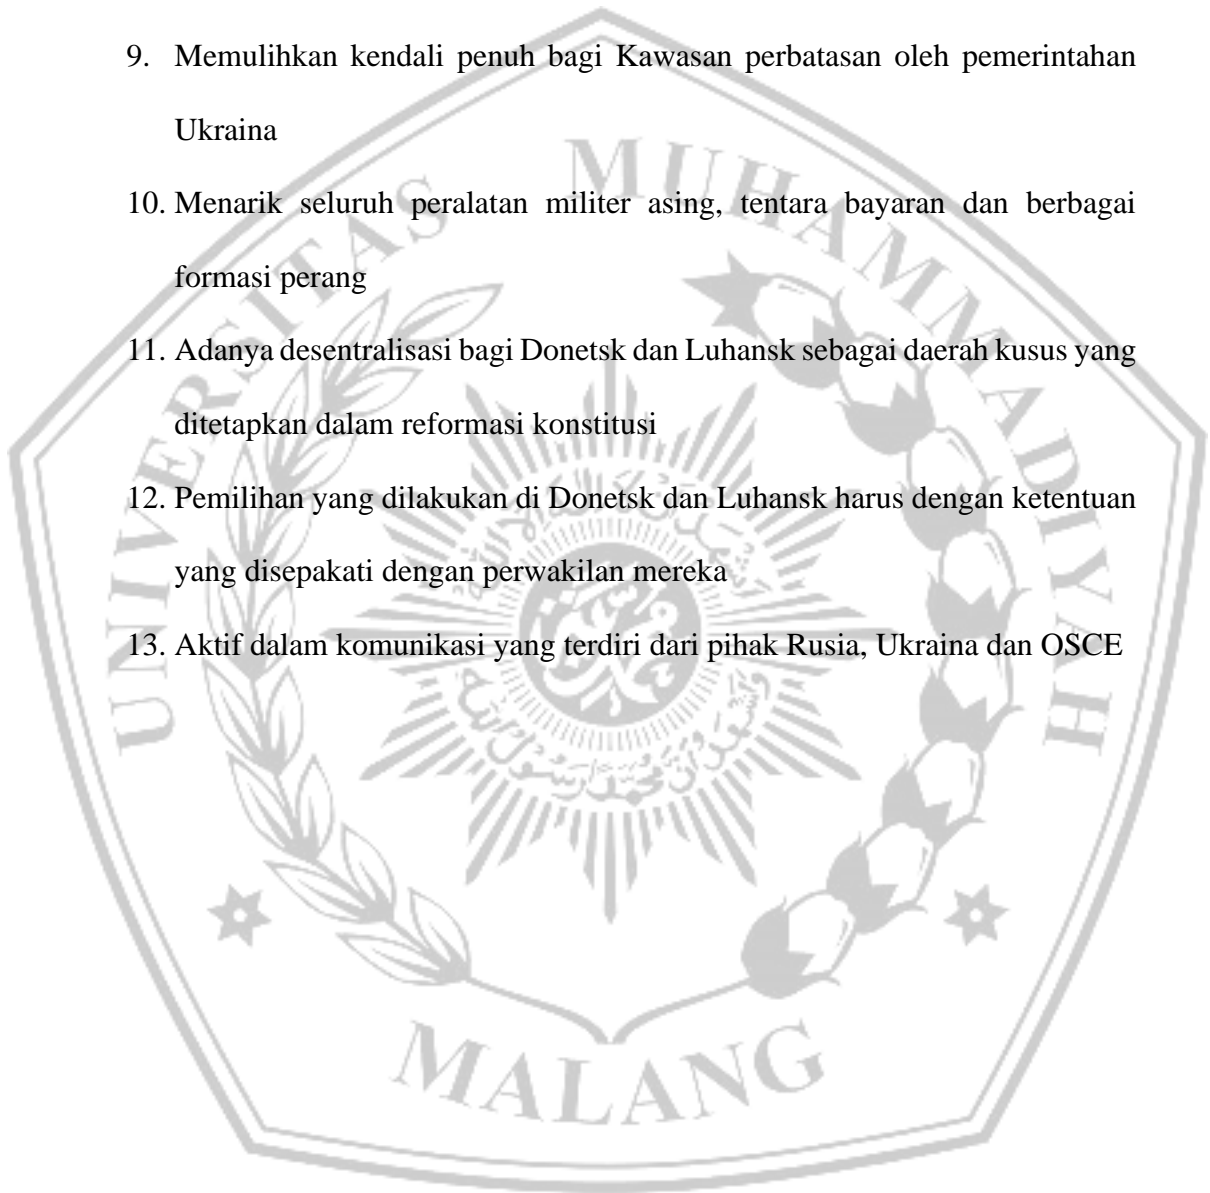 9. Memulihkan kendali penuh bagi Kawasan perbatasan oleh pemerintahan
Ukraina
10. Menarik seluruh peralatan militer asing, tentara bayaran dan berbagai
formasi perang
11. Adanya desentralisasi bagi Donetsk dan Luhansk sebagai daerah kusus yang
ditetapkan dalam reformasi konstitusi
12. Pemilihan yang dilakukan di Donetsk dan Luhansk harus dengan ketentuan
yang disepakati dengan perwakilan mereka
13. Aktif dalam komunikasi yang terdiri dari pihak Rusia, Ukraina dan OSCE
UNIVERSITAS MUHAMMADIYAH
MALANG